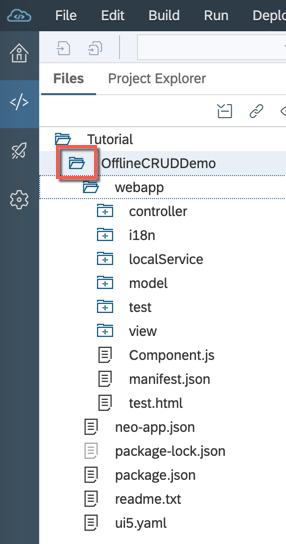 File Edit Build Run Deplo
Files Project Explorer
Tutorial
OfflineCRUDDemo
webapp
controller
i18n
localService
model
test
view
Component.js
manifest.json
test.html
neo-app.json
package-lock.json
package.json
readme.txt
ui5.yaml